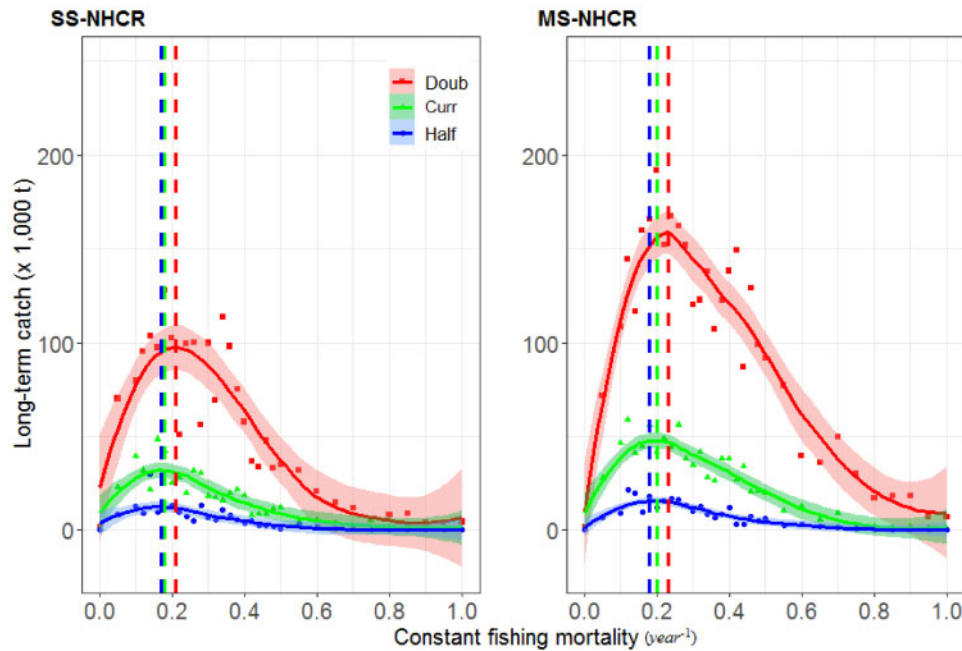 SS-NHCR
MS-NHCR
Long-term catch (x 1,000 t)
200
100
0
Doub
Curr
Half
200
100
0
0.0 0.2 0.4 0.6 0.8 1.0
0.0 0.2 0.4 0.6 0.8 1.0
Constant fishing mortality (year⁻¹)